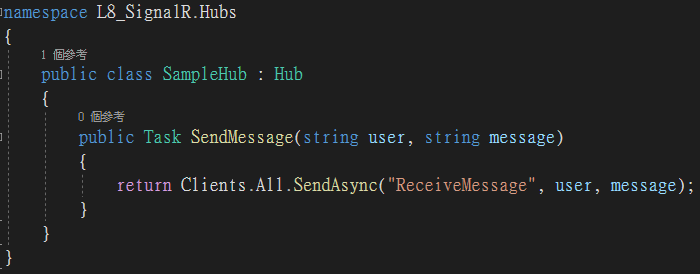 namespace L8_SignalR.Hubs
{
1 個參考
public class SampleHub : Hub
{
0 個參考
public Task SendMessage(string user, string message)
{
return Clients.All.SendAsync("ReceiveMessage", user, message);
}
}
}